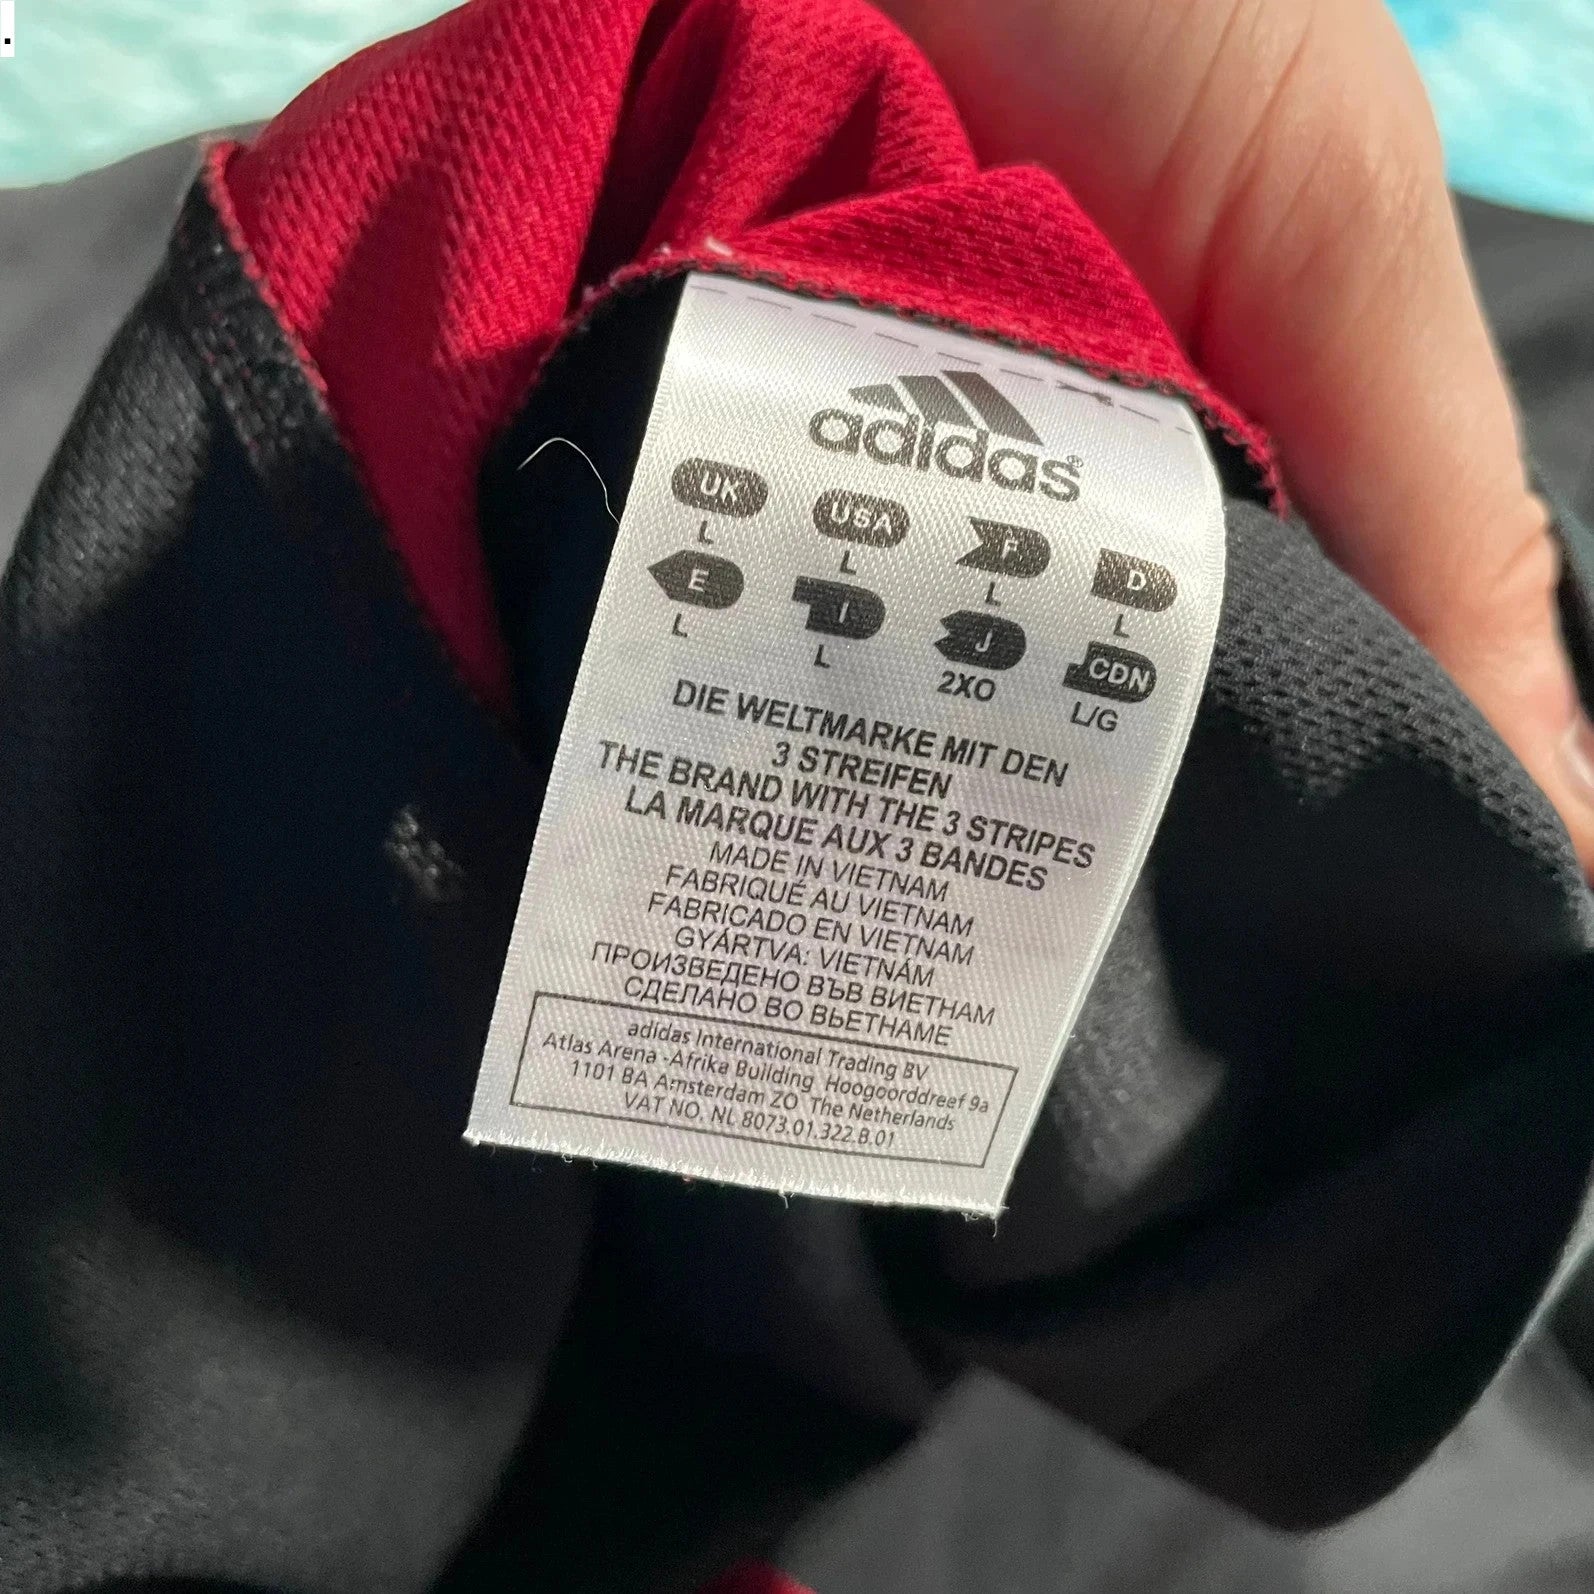 .
adidas®
UK USA F D
L L L L
E I J CDN
L L 2XO L/G
DIE WELTMARKE MIT DEN
3 STREIFEN
THE BRAND WITH THE 3 STRIPES
LA MARQUE AUX 3 BANDES
MADE IN VIETNAM
FABRIQUÉ AU VIETNAM
FABRICADO EN VIETNAM
GYÁRTVA: VIETNÁM
ПРОИЗВЕДЕНО ВЪВ ВИЕТНАМ
СДЕЛАНО ВО ВЬЕТНАМЕ
adidas International Trading BV
Atlas Arena -Afrika Building Hoogoorddreef 9a
1101 BA Amsterdam ZO The Netherlands
VAT NO. NL 8073.01.322.B.01